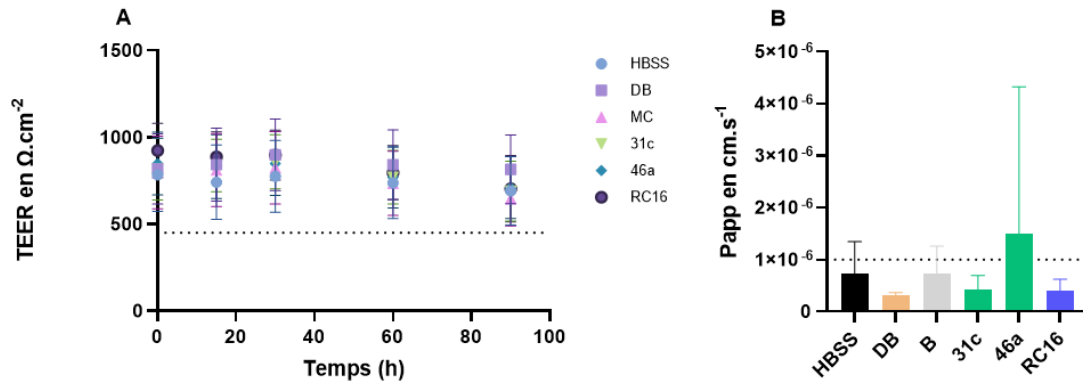 A
TEER en Ω.cm⁻²
1500
1000
500
0
0
20
40
60
80
100
Temps (h)
HBSS
DB
MC
31c
46a
RC16
B
Papp en cm.s⁻¹
5×10⁻⁶
4×10⁻⁶
3×10⁻⁶
2×10⁻⁶
1×10⁻⁶
0
HBSS
DB
B
31c
46a
RC16